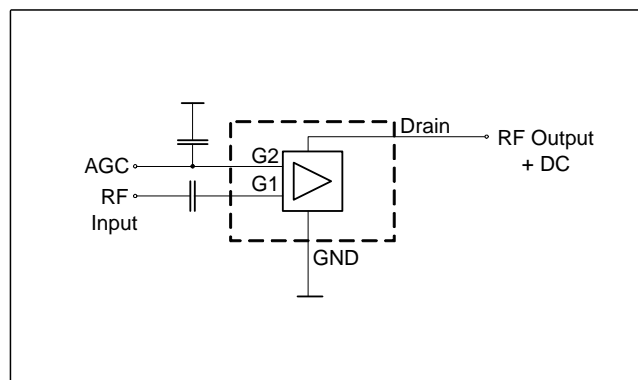 Drain
RF Output
+ DC
AGC
G2
RF
Input
G1
GND